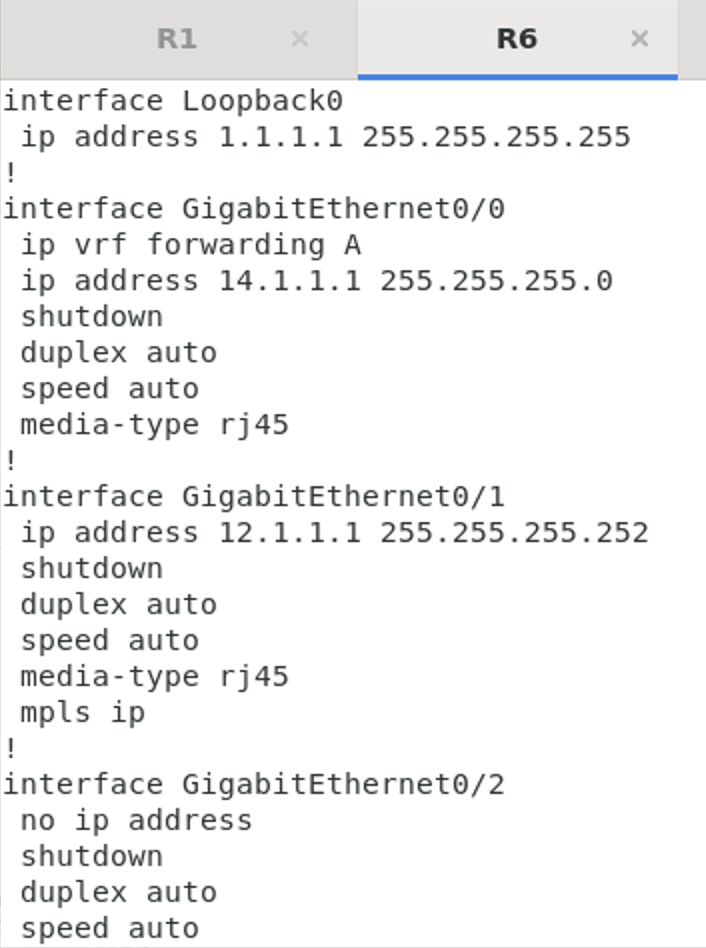 R1 × R6 ×
interface Loopback0
 ip address 1.1.1.1 255.255.255.255
!
interface GigabitEthernet0/0
 ip vrf forwarding A
 ip address 14.1.1.1 255.255.255.0
 shutdown
 duplex auto
 speed auto
 media-type rj45
!
interface GigabitEthernet0/1
 ip address 12.1.1.1 255.255.255.252
 shutdown
 duplex auto
 speed auto
 media-type rj45
 mpls ip
!
interface GigabitEthernet0/2
 no ip address
 shutdown
 duplex auto
 speed auto